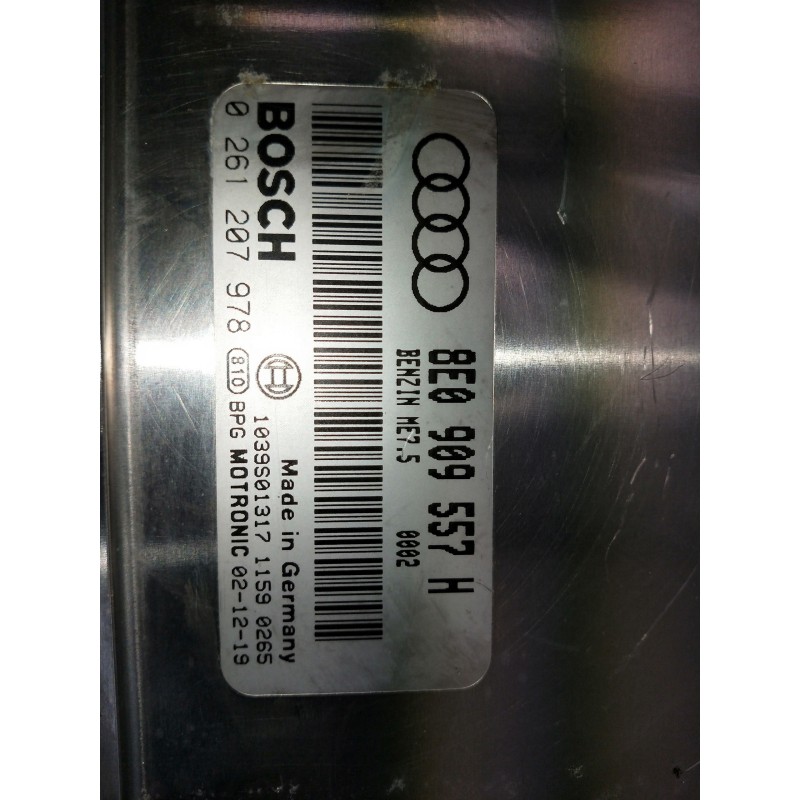 8E0 909 557 H
BENZIN ME7.5 0002
BOSCH Made in Germany
0 261 207 978 1039S01317 1159 0265
810 BPG MOTRONIC 02-12-19